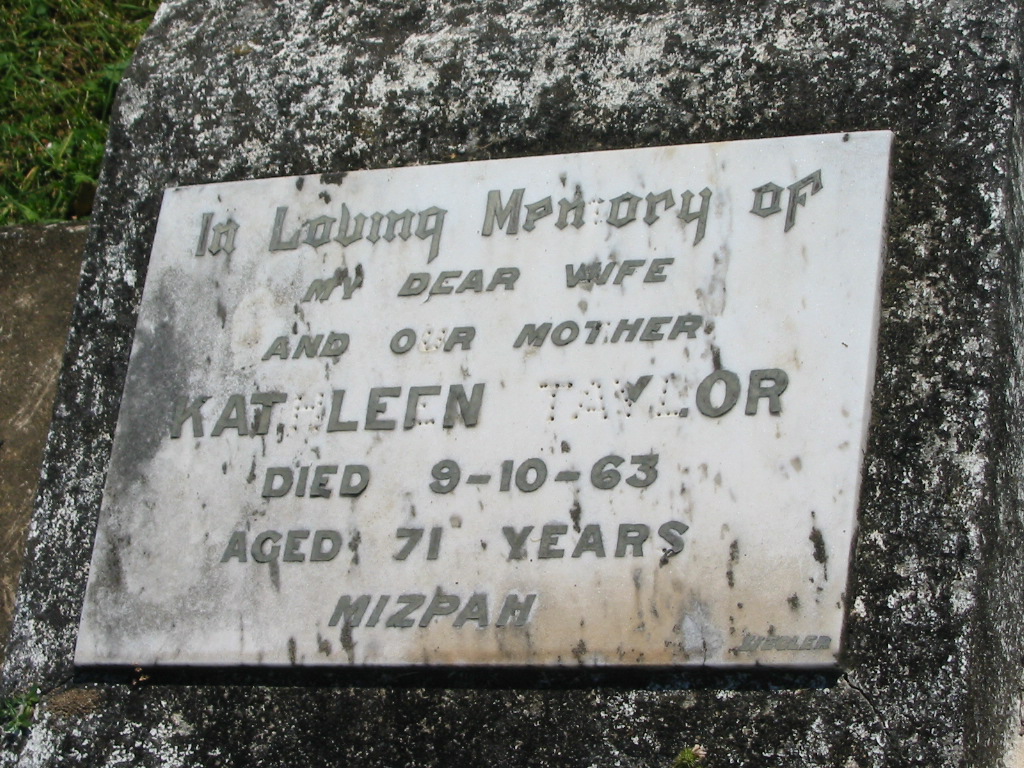 In Loving Memory of
MY DEAR WIFE
AND OUR MOTHER
KATHLEEN TAYLOR
DIED 9-10-63
AGED 71 YEARS
MIZPAH